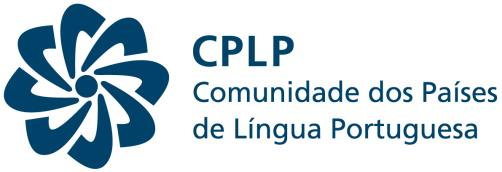 CPLP
Comunidade dos Países
de Língua Portuguesa